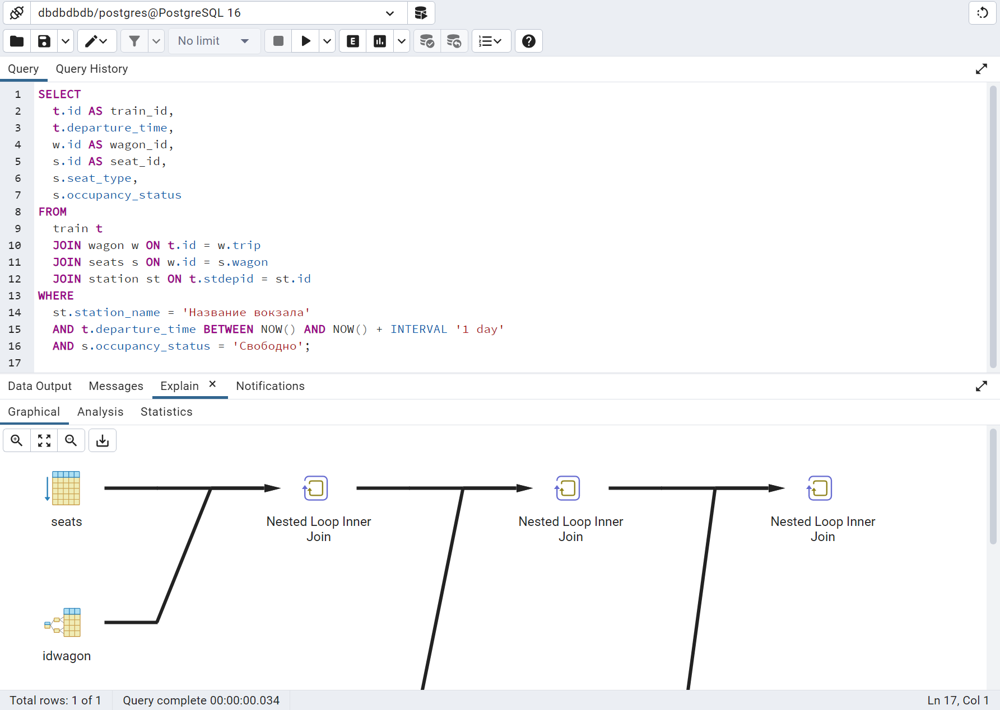 dbdbdbdb/postgres@PostgreSQL 16
No limit
Query Query History
1 SELECT
2 t.id AS train_id,
3 t.departure_time,
4 w.id AS wagon_id,
5 s.id AS seat_id,
6 s.seat_type,
7 s.occupancy_status
8 FROM
9 train t
10 JOIN wagon w ON t.id = w.trip
11 JOIN seats s ON w.id = s.wagon
12 JOIN station st ON t.stdepid = st.id
13 WHERE
14 st.station_name = 'Название вокзала'
15 AND t.departure_time BETWEEN NOW() AND NOW() + INTERVAL '1 day'
16 AND s.occupancy_status = 'Свободно';
17
Data Output Messages Explain × Notifications
Graphical Analysis Statistics
seats
Nested Loop Inner
Join
Nested Loop Inner
Join
Nested Loop Inner
Join
idwagon
Total rows: 1 of 1 Query complete 00:00:00.034 Ln 17, Col 1